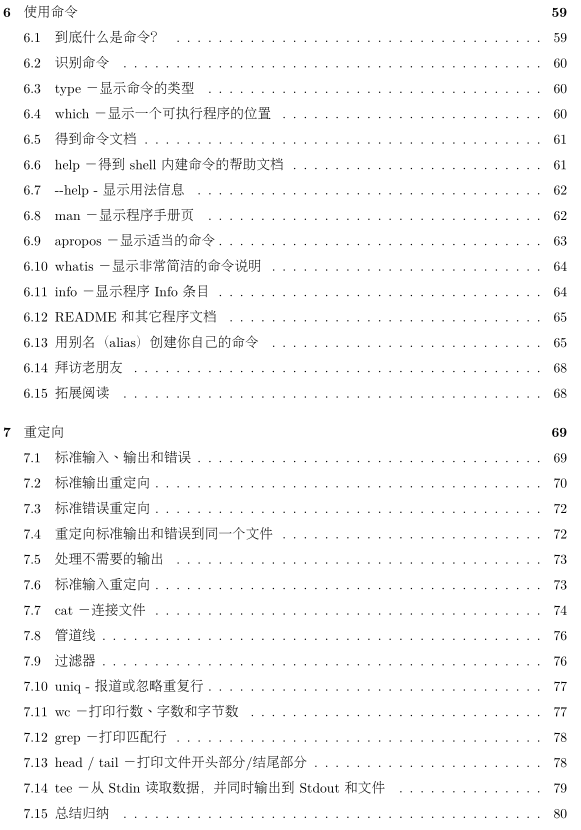 6 使用命令 59
6.1 到底什么是命令? . . . . . . . . . . . . . . . . . . . . . . . . . . . . . . . . . . 59
6.2 识别命令 . . . . . . . . . . . . . . . . . . . . . . . . . . . . . . . . . . . . . . . 60
6.3 type —显示命令的类型 . . . . . . . . . . . . . . . . . . . . . . . . . . . . . . . 60
6.4 which —显示一个可执行程序的位置 . . . . . . . . . . . . . . . . . . . . . . . . 60
6.5 得到命令文档 . . . . . . . . . . . . . . . . . . . . . . . . . . . . . . . . . . . . . 61
6.6 help —得到 shell 内建命令的帮助文档 . . . . . . . . . . . . . . . . . . . . . . . 61
6.7 --help - 显示用法信息 . . . . . . . . . . . . . . . . . . . . . . . . . . . . . . . . 62
6.8 man —显示程序手册页 . . . . . . . . . . . . . . . . . . . . . . . . . . . . . . . 62
6.9 apropos —显示适当的命令 . . . . . . . . . . . . . . . . . . . . . . . . . . . . . . 63
6.10 whatis —显示非常简洁的命令说明 . . . . . . . . . . . . . . . . . . . . . . . . . 64
6.11 info —显示程序 Info 条目 . . . . . . . . . . . . . . . . . . . . . . . . . . . . . . 64
6.12 README 和其它程序文档 . . . . . . . . . . . . . . . . . . . . . . . . . . . . . 65
6.13 用别名（alias）创建你自己的命令 . . . . . . . . . . . . . . . . . . . . . . . . . 65
6.14 拜访老朋友 . . . . . . . . . . . . . . . . . . . . . . . . . . . . . . . . . . . . . . 68
6.15 拓展阅读 . . . . . . . . . . . . . . . . . . . . . . . . . . . . . . . . . . . . . . . 68
7 重定向 69
7.1 标准输入、输出和错误 . . . . . . . . . . . . . . . . . . . . . . . . . . . . . . . . 69
7.2 标准输出重定向 . . . . . . . . . . . . . . . . . . . . . . . . . . . . . . . . . . . . 70
7.3 标准错误重定向 . . . . . . . . . . . . . . . . . . . . . . . . . . . . . . . . . . . . 72
7.4 重定向标准输出和错误到同一个文件 . . . . . . . . . . . . . . . . . . . . . . . . 72
7.5 处理不需要的输出 . . . . . . . . . . . . . . . . . . . . . . . . . . . . . . . . . . 73
7.6 标准输入重定向 . . . . . . . . . . . . . . . . . . . . . . . . . . . . . . . . . . . . 73
7.7 cat —连接文件 . . . . . . . . . . . . . . . . . . . . . . . . . . . . . . . . . . . . 74
7.8 管道线 . . . . . . . . . . . . . . . . . . . . . . . . . . . . . . . . . . . . . . . . . 76
7.9 过滤器 . . . . . . . . . . . . . . . . . . . . . . . . . . . . . . . . . . . . . . . . . 76
7.10 uniq - 报道或忽略重复行 . . . . . . . . . . . . . . . . . . . . . . . . . . . . . . . 77
7.11 wc —打印行数、字数和字节数 . . . . . . . . . . . . . . . . . . . . . . . . . . . 77
7.12 grep —打印匹配行 . . . . . . . . . . . . . . . . . . . . . . . . . . . . . . . . . . 78
7.13 head / tail —打印文件开头部分/结尾部分 . . . . . . . . . . . . . . . . . . . . . 78
7.14 tee —从 Stdin 读取数据，并同时输出到 Stdout 和文件 . . . . . . . . . . . . . . 79
7.15 总结归纳 . . . . . . . . . . . . . . . . . . . . . . . . . . . . . . . . . . . . . . . 80